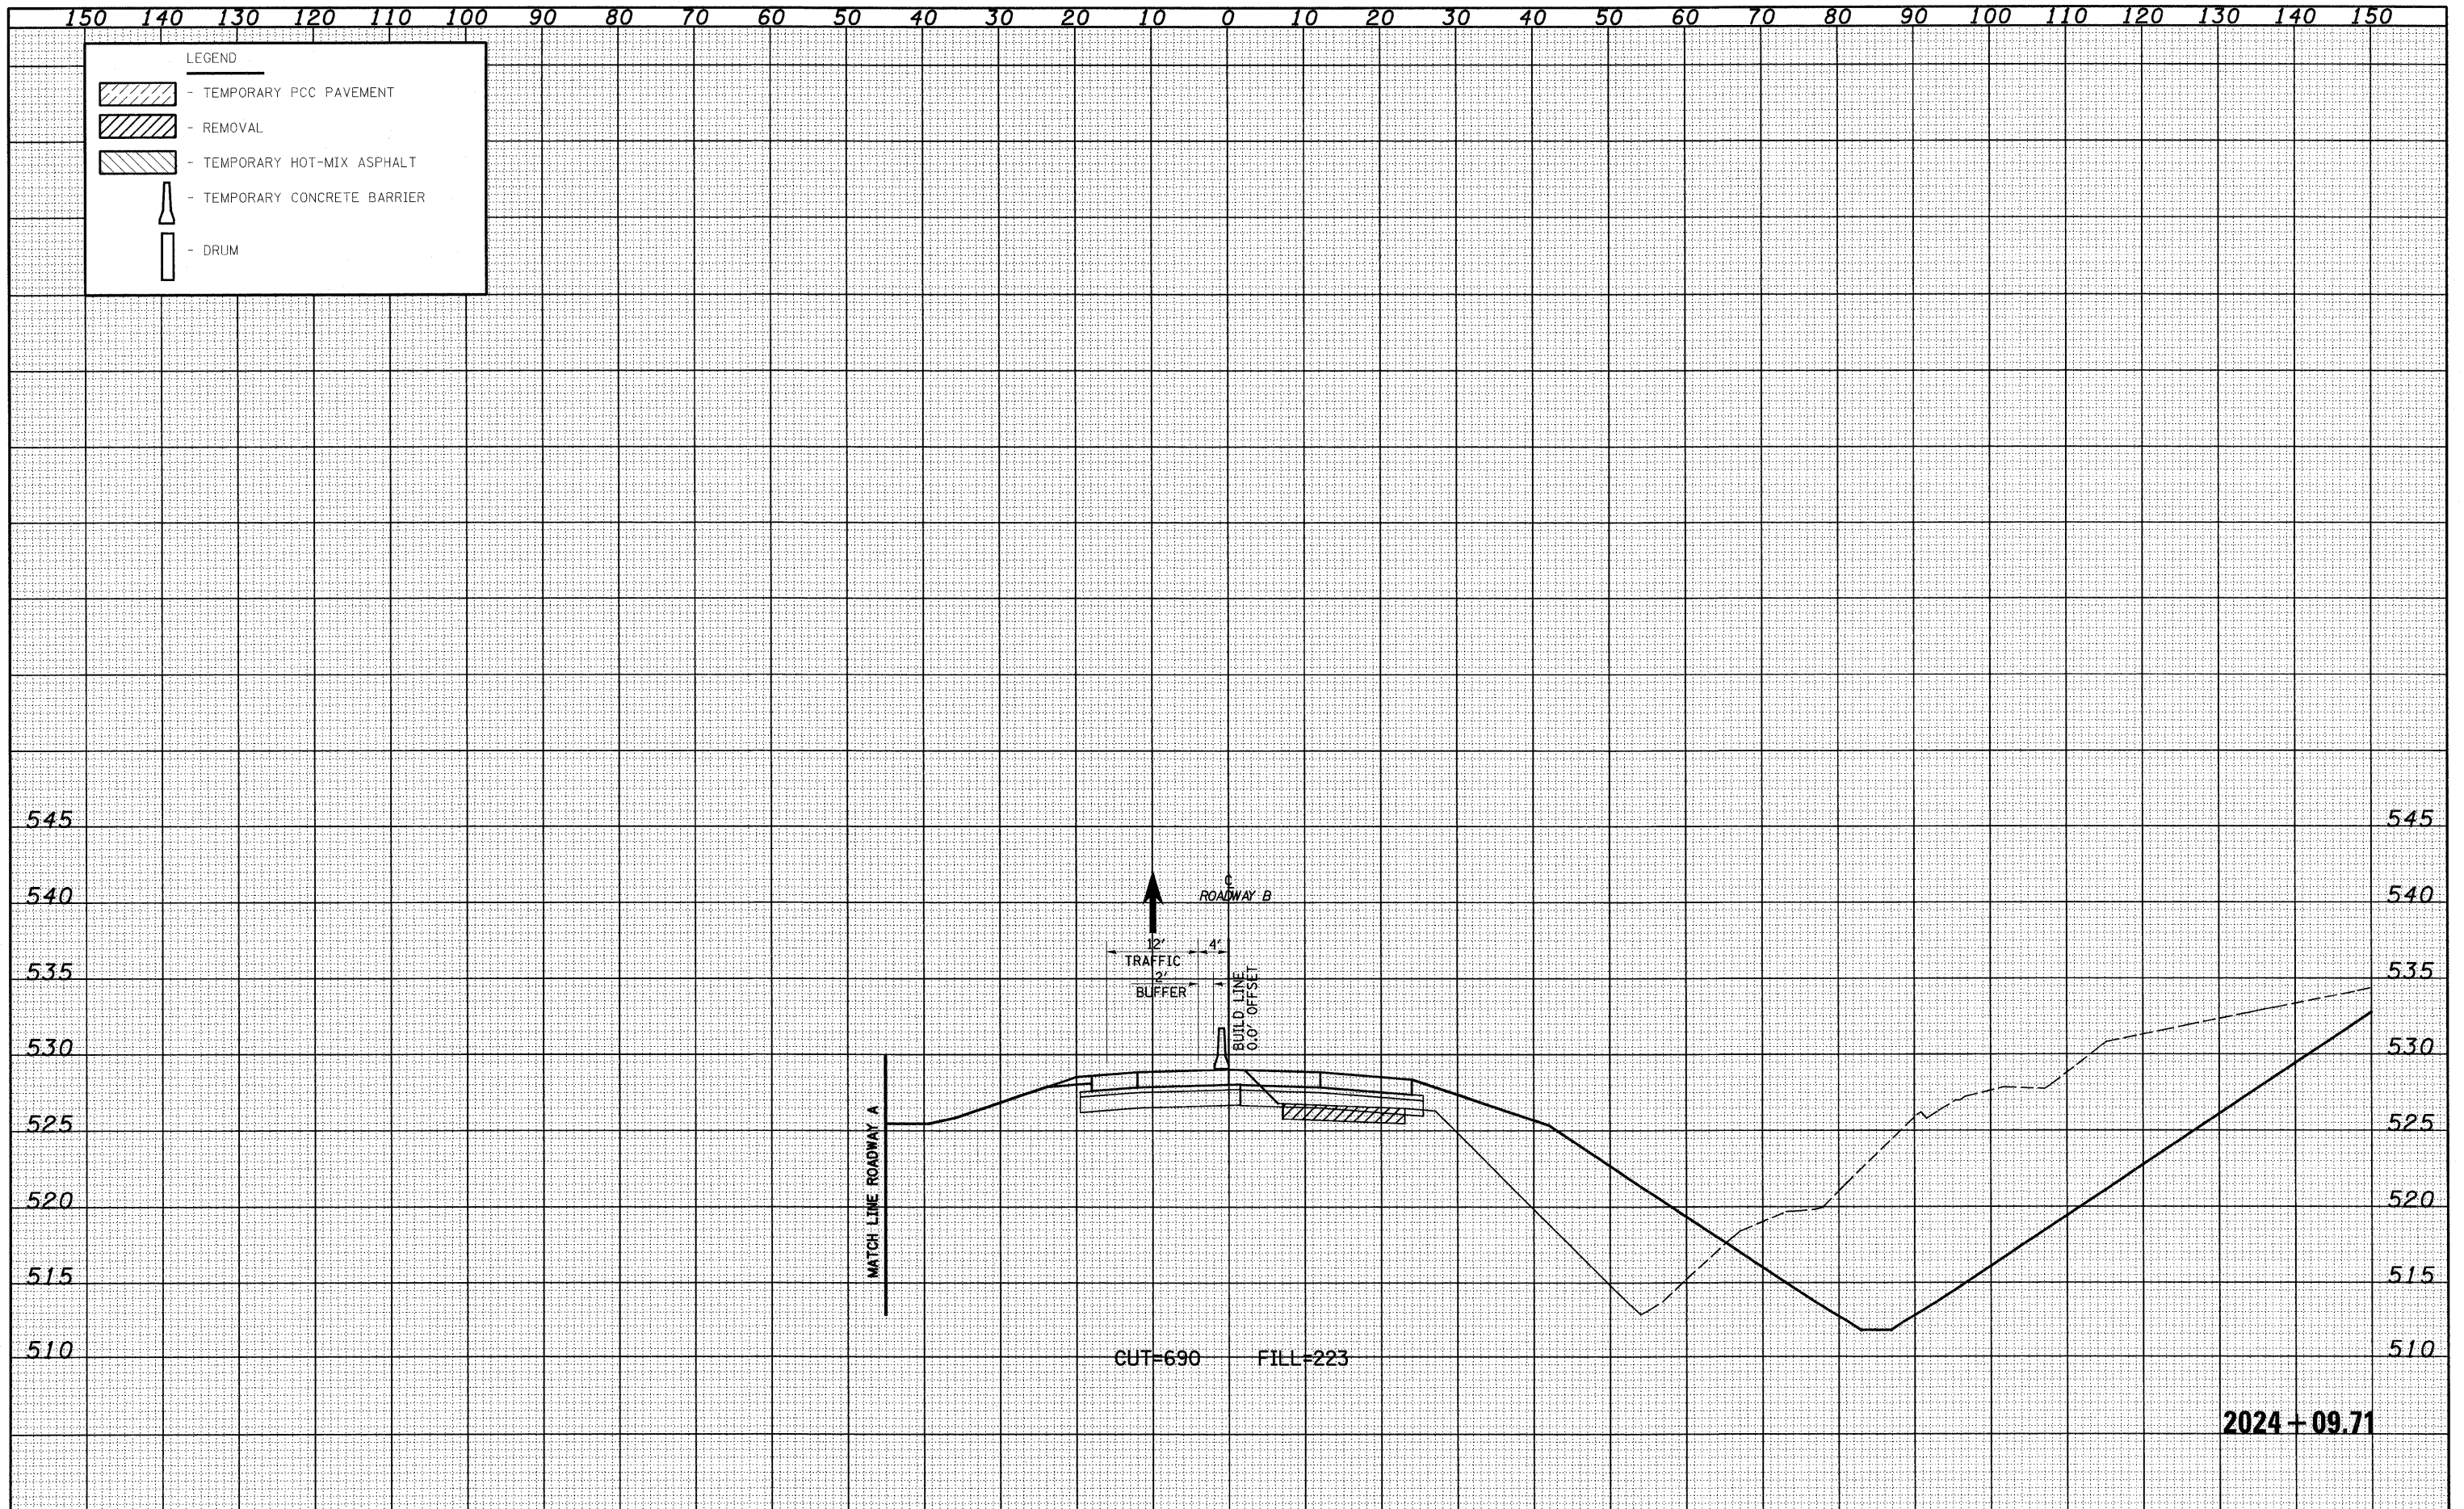 150 140 130 120 110 100 90 80 70 60 50 40 30 20 10 0 10 20 30 40 50 60 70 80 90 100 110 120 130 140 150
LEGEND
- TEMPORARY PCC PAVEMENT
- REMOVAL
- TEMPORARY HOT-MIX ASPHALT
- TEMPORARY CONCRETE BARRIER
- DRUM
545 545
℄
ROADWAY B
540 540
12' 4'
TRAFFIC
2'
BUFFER
535 535
BUILD LINE
0.0' OFFSET
530 530
MATCH LINE ROADWAY A
525 525
520 520
515 515
510 510
CUT=690 FILL=223
2024+09.71